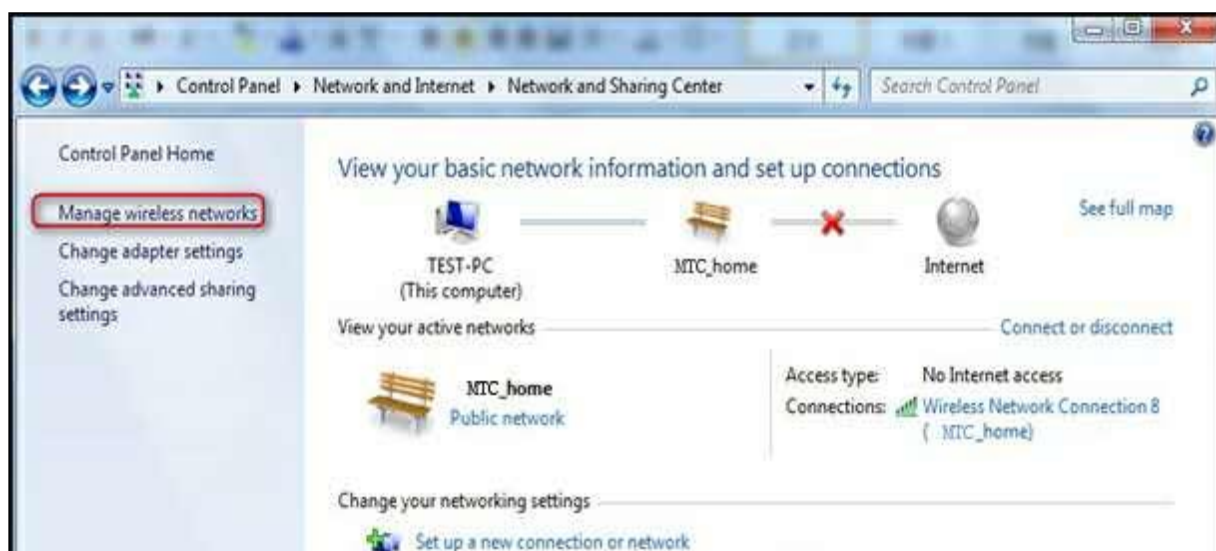 Control Panel ▸ Network and Internet ▸ Network and Sharing Center
Search Control Panel
Control Panel Home
Manage wireless networks
Change adapter settings
Change advanced sharing
settings
View your basic network information and set up connections
See full map
TEST-PC
(This computer)
MTC_home
Internet
View your active networks
Connect or disconnect
MTC_home
Public network
Access type: No Internet access
Connections: Wireless Network Connection 8
( MTC_home)
Change your networking settings
Set up a new connection or network